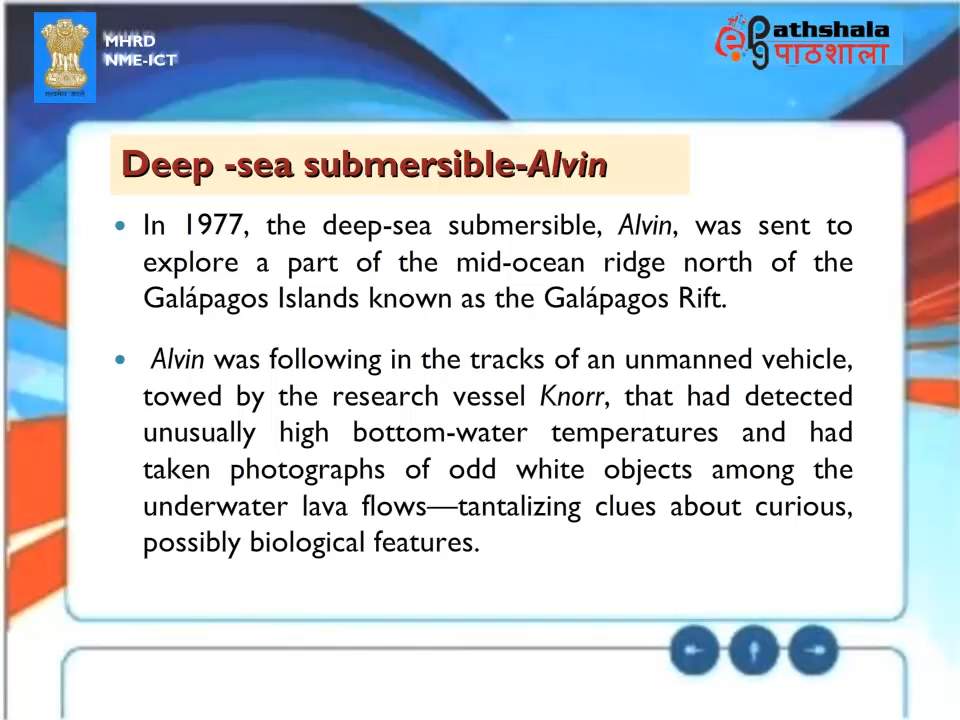 MHRD
NME-ICT
ePathshala
पाठशाला
सत्यमेव जयते
Deep -sea submersible-Alvin
• In 1977, the deep-sea submersible, Alvin, was sent to
explore a part of the mid-ocean ridge north of the
Galápagos Islands known as the Galápagos Rift.
• Alvin was following in the tracks of an unmanned vehicle,
towed by the research vessel Knorr, that had detected
unusually high bottom-water temperatures and had
taken photographs of odd white objects among the
underwater lava flows—tantalizing clues about curious,
possibly biological features.